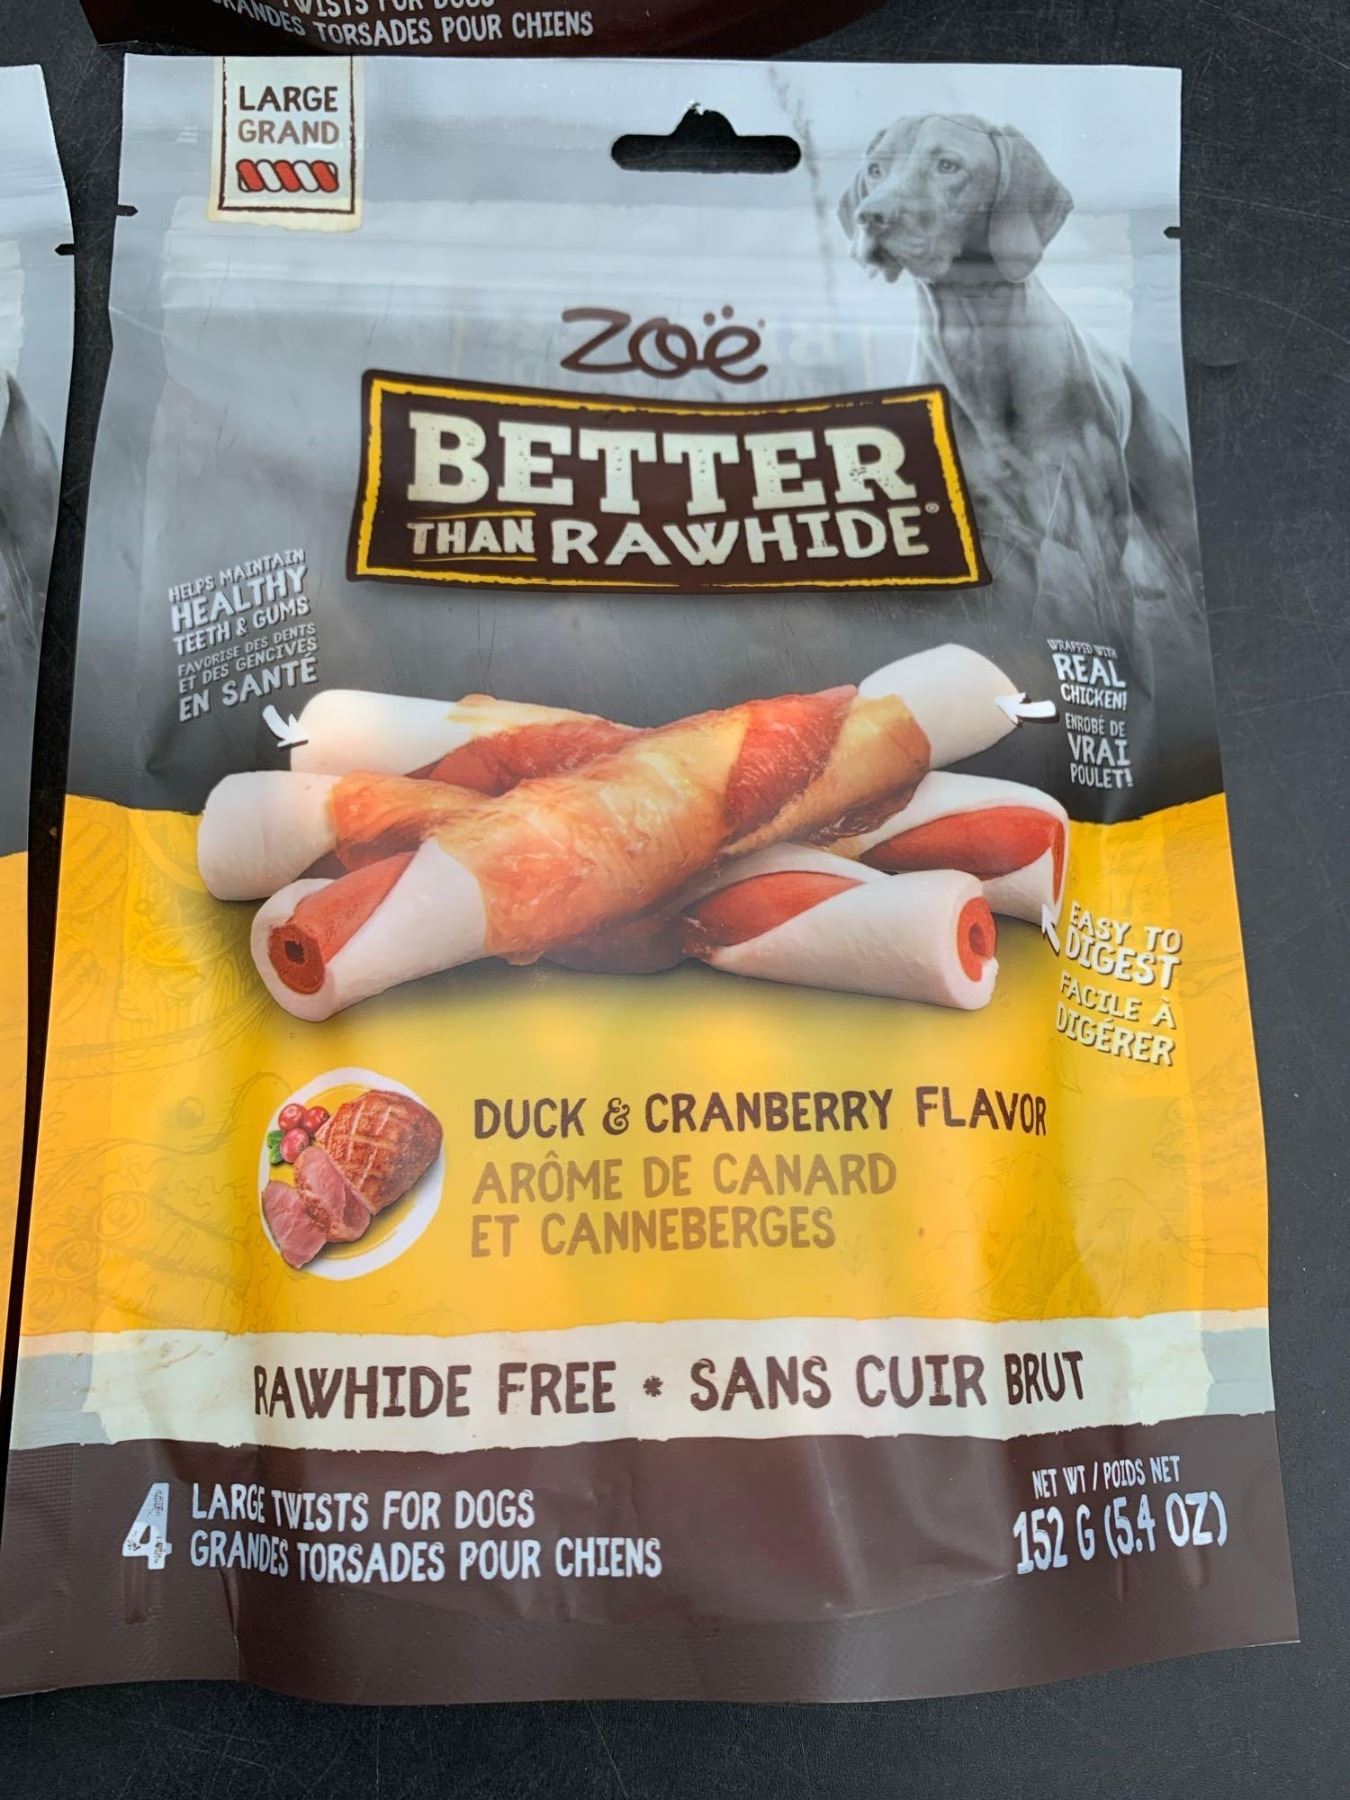 TWISTS FOR DOGS
GRANDES TORSADES POUR CHIENS
LARGE
GRAND
Zoë
BETTER
THAN RAWHIDE®
HELPS MAINTAIN
HEALTHY
TEETH & GUMS
FAVORISE DES DENTS
ET DES GENCIVES
EN SANTÉ
WRAPPED WITH
REAL
CHICKEN!
ENROBÉ DE
VRAI
POULET!
EASY TO
DIGEST
FACILE À
DIGÉRER
DUCK & CRANBERRY FLAVOR
ARÔME DE CANARD
ET CANNEBERGES
RAWHIDE FREE * SANS CUIR BRUT
4 LARGE TWISTS FOR DOGS
GRANDES TORSADES POUR CHIENS
NET WT / POIDS NET
152 G (5.4 OZ)